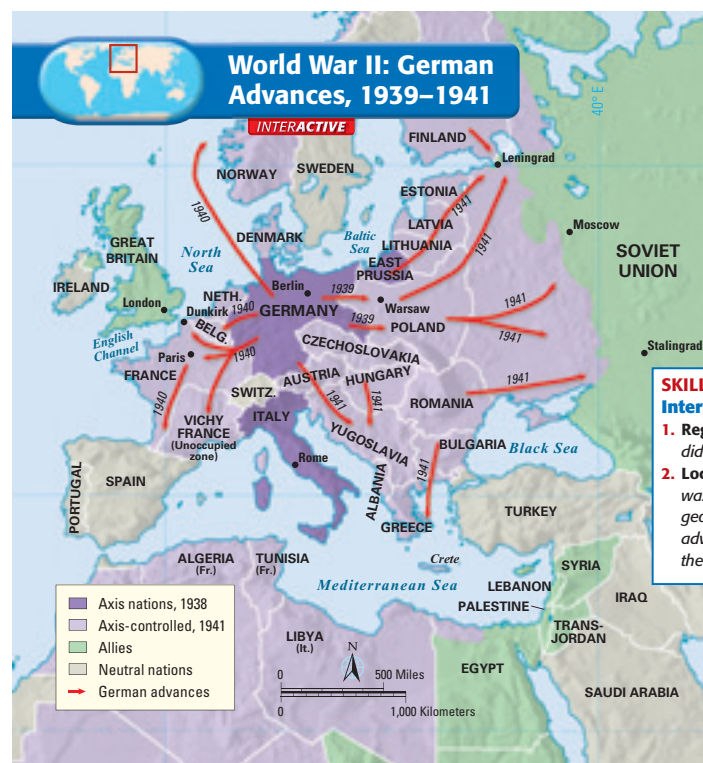 World War II: German
Advances, 1939–1941
INTERACTIVE
40° E
FINLAND
Leningrad
NORWAY
SWEDEN
ESTONIA
1941
1940
LATVIA
Moscow
GREAT
BRITAIN
North
Sea
DENMARK
Baltic
Sea
LITHUANIA
1941
SOVIET
UNION
EAST
PRUSSIA
IRELAND
Berlin
1939
London
NETH.
Dunkirk
1940
GERMANY
Warsaw
1941
BELG.
1939
POLAND
1941
English
Channel
Paris
1940
CZECHOSLOVAKIA
Stalingrad
FRANCE
AUSTRIA
HUNGARY
1941
SWITZ.
1940
1941
1941
ROMANIA
ITALY
VICHY
FRANCE
(Unoccupied
zone)
YUGOSLAVIA
BULGARIA
Black Sea
Rome
1941
PORTUGAL
SPAIN
ALBANIA
GREECE
TURKEY
ALGERIA
(Fr.)
TUNISIA
(Fr.)
Crete
Mediterranean Sea
SYRIA
LEBANON
PALESTINE
IRAQ
TRANS-
JORDAN
LIBYA
(It.)
EGYPT
SAUDI ARABIA
Axis nations, 1938
Axis-controlled, 1941
Allies
Neutral nations
German advances
N
0
500 Miles
0
1,000 Kilometers
SKILL
Inter
1. Reg
did
2. Loc
was
geo
adv
the